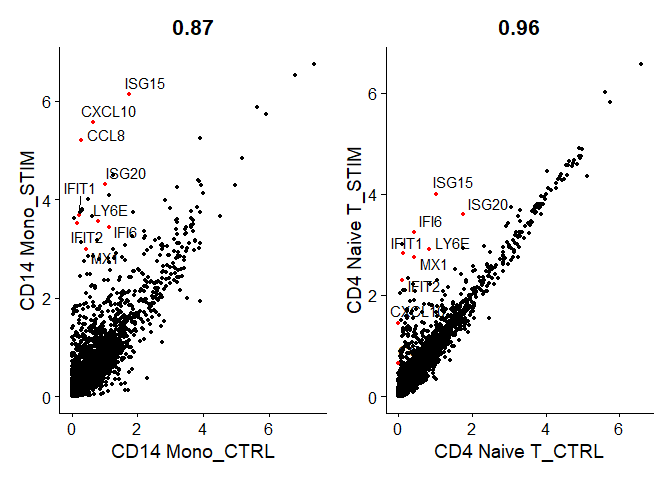 0.87
ISG15
CXCL10
CCL8
ISG20
IFIT1
LY6E
IFI6
IFIT2
MX1
6
4
2
0
CD14 Mono_STIM
0
2
4
6
CD14 Mono_CTRL
0.96
ISG15
ISG20
IFI6
IFIT1
LY6E
MX1
IFIT2
6
4
2
0
CD4 Naive T_STIM
0
2
4
6
CD4 Naive T_CTRL